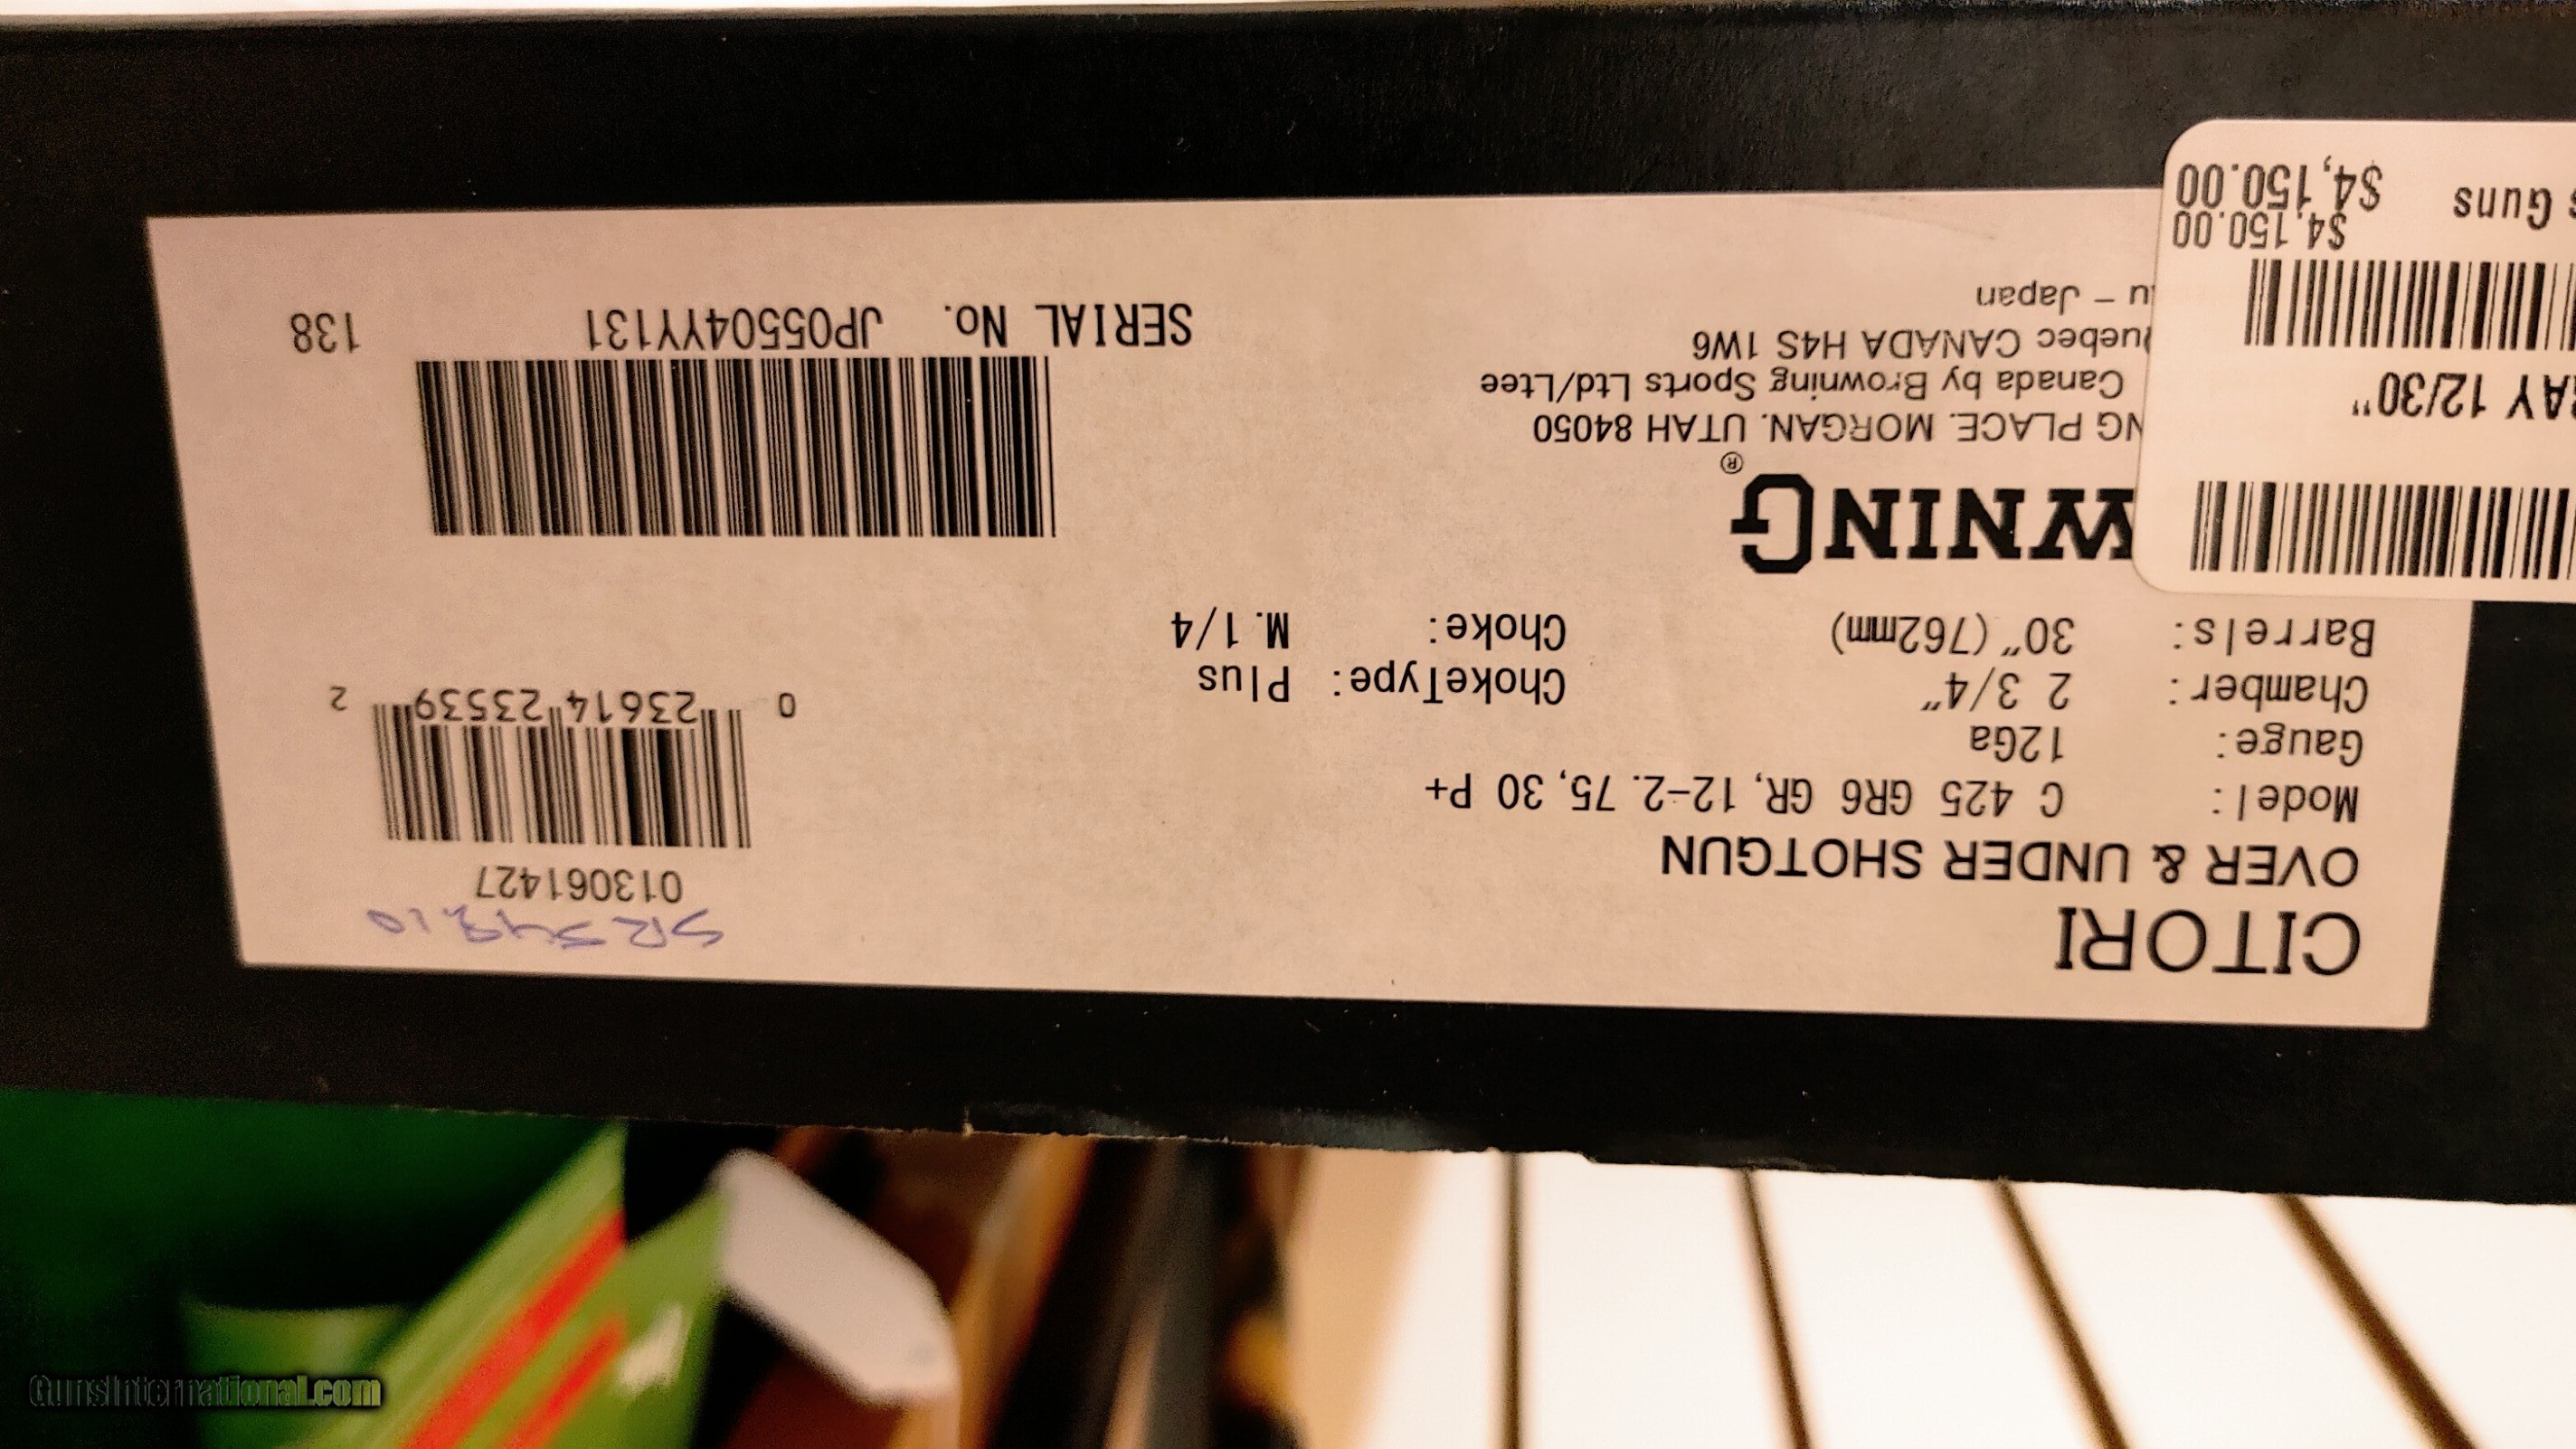 CITORI
OVER & UNDER SHOTGUN
Model: C 425 GR6 GR, 12-2.75, 30 P+
Gauge: 12Ga
Chamber: 2 3/4" ChokeType: Plus
Barrels: 30" (762mm) Choke: M. 1/4
013061427
0 23614 23539 2
WNING®
NG PLACE. MORGAN. UTAH 84050
Canada by Browning Sports Ltd/Ltee
Quebec CANADA H4S 1W6
u - Japan
SERIAL No. JP05504YY131 138
AY 12/30"
$4,150.00
s Guns $4,150.00
GunsInternational.com